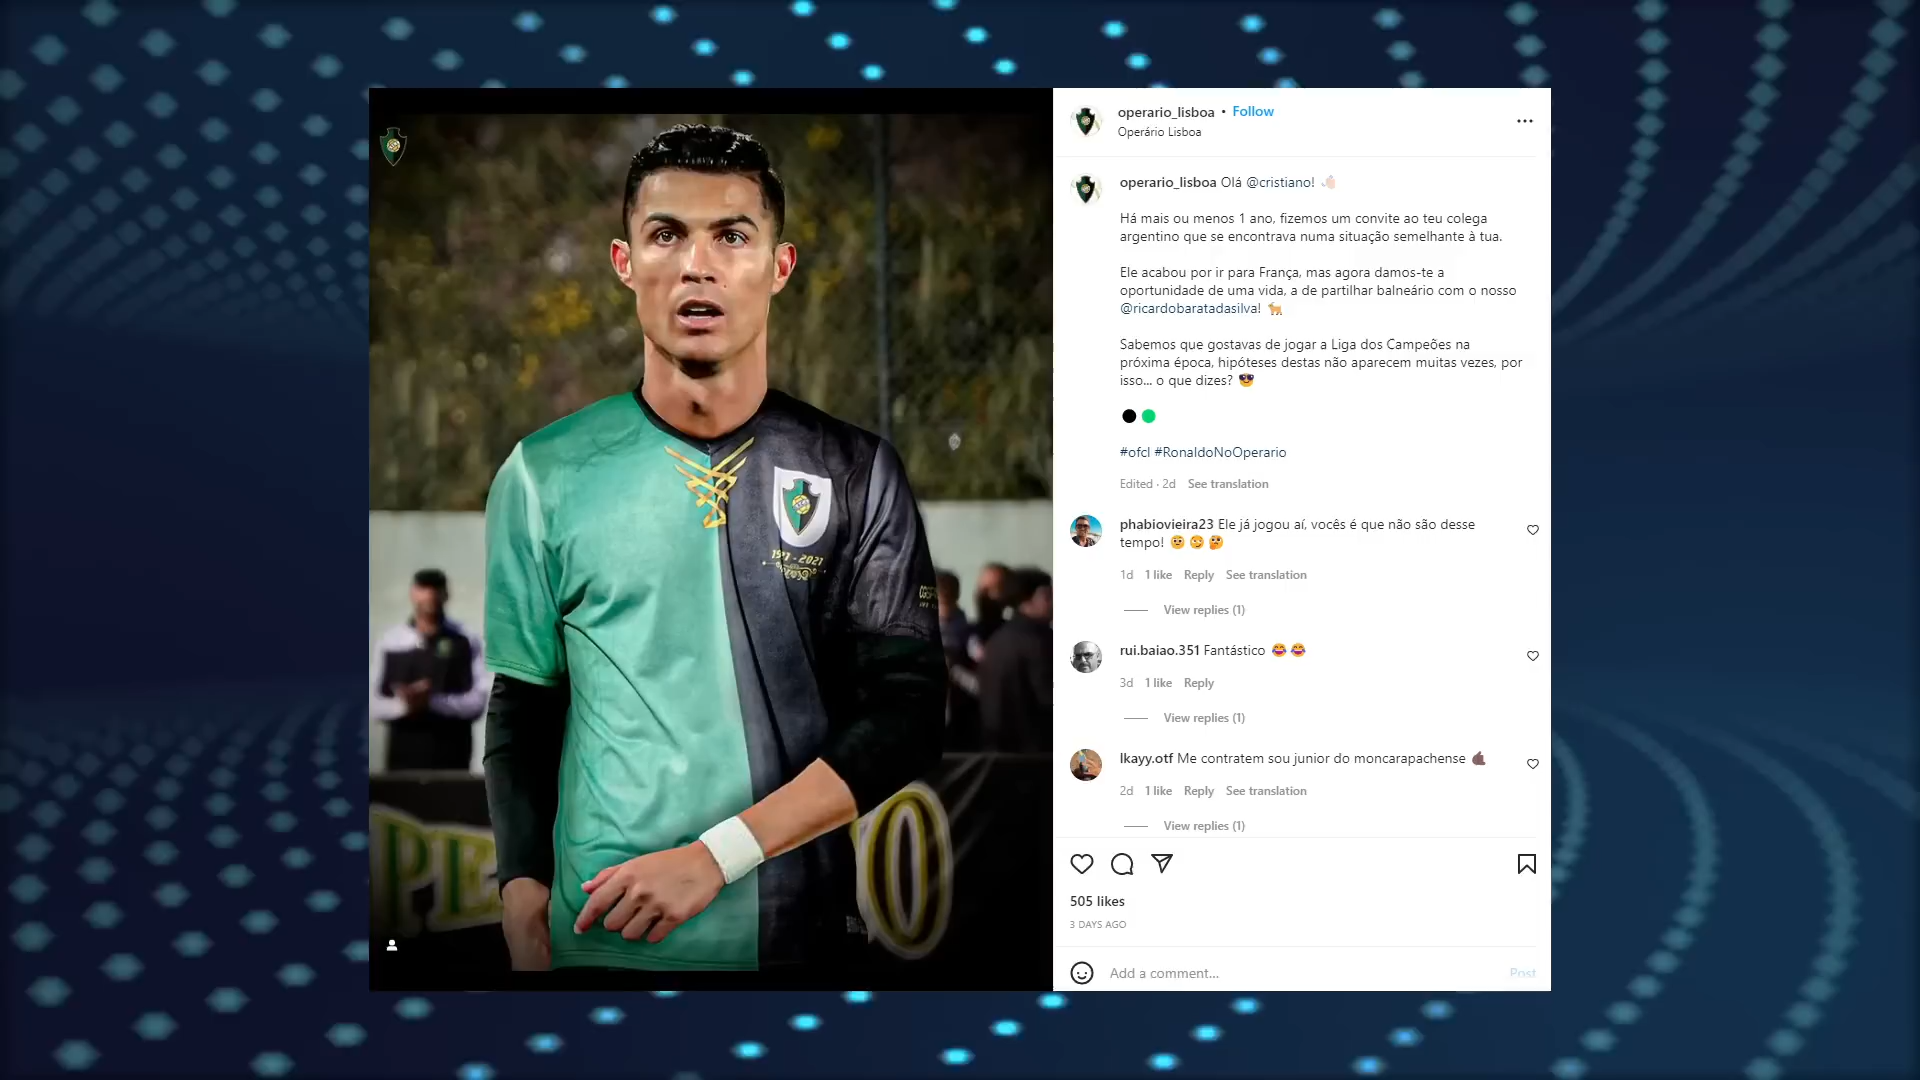 operario_lisboa • Follow
Operário Lisboa
operario_lisboa Olá @cristiano! 👋🏻
Há mais ou menos 1 ano, fizemos um convite ao teu colega
argentino que se encontrava numa situação semelhante à tua.
Ele acabou por ir para França, mas agora damos-te a
oportunidade de uma vida, a de partilhar balneário com o nosso
@ricardobaratadasilva! 🐐
Sabemos que gostavas de jogar a Liga dos Campeões na
próxima época, hipóteses destas não aparecem muitas vezes, por
isso... o que dizes? 😎
#ofcl #RonaldoNoOperario
Edited · 2d See translation
phabiovieira23 Ele já jogou aí, vocês é que não são desse
tempo!
1d 1 like Reply See translation
View replies (1)
rui.baiao.351 Fantástico 😂😂
3d 1 like Reply
View replies (1)
lkayy.otf Me contratem sou junior do moncarapachense 🤙🏿
2d 1 like Reply See translation
View replies (1)
505 likes
3 DAYS AGO
Add a comment... Post
- 2021
PE
O